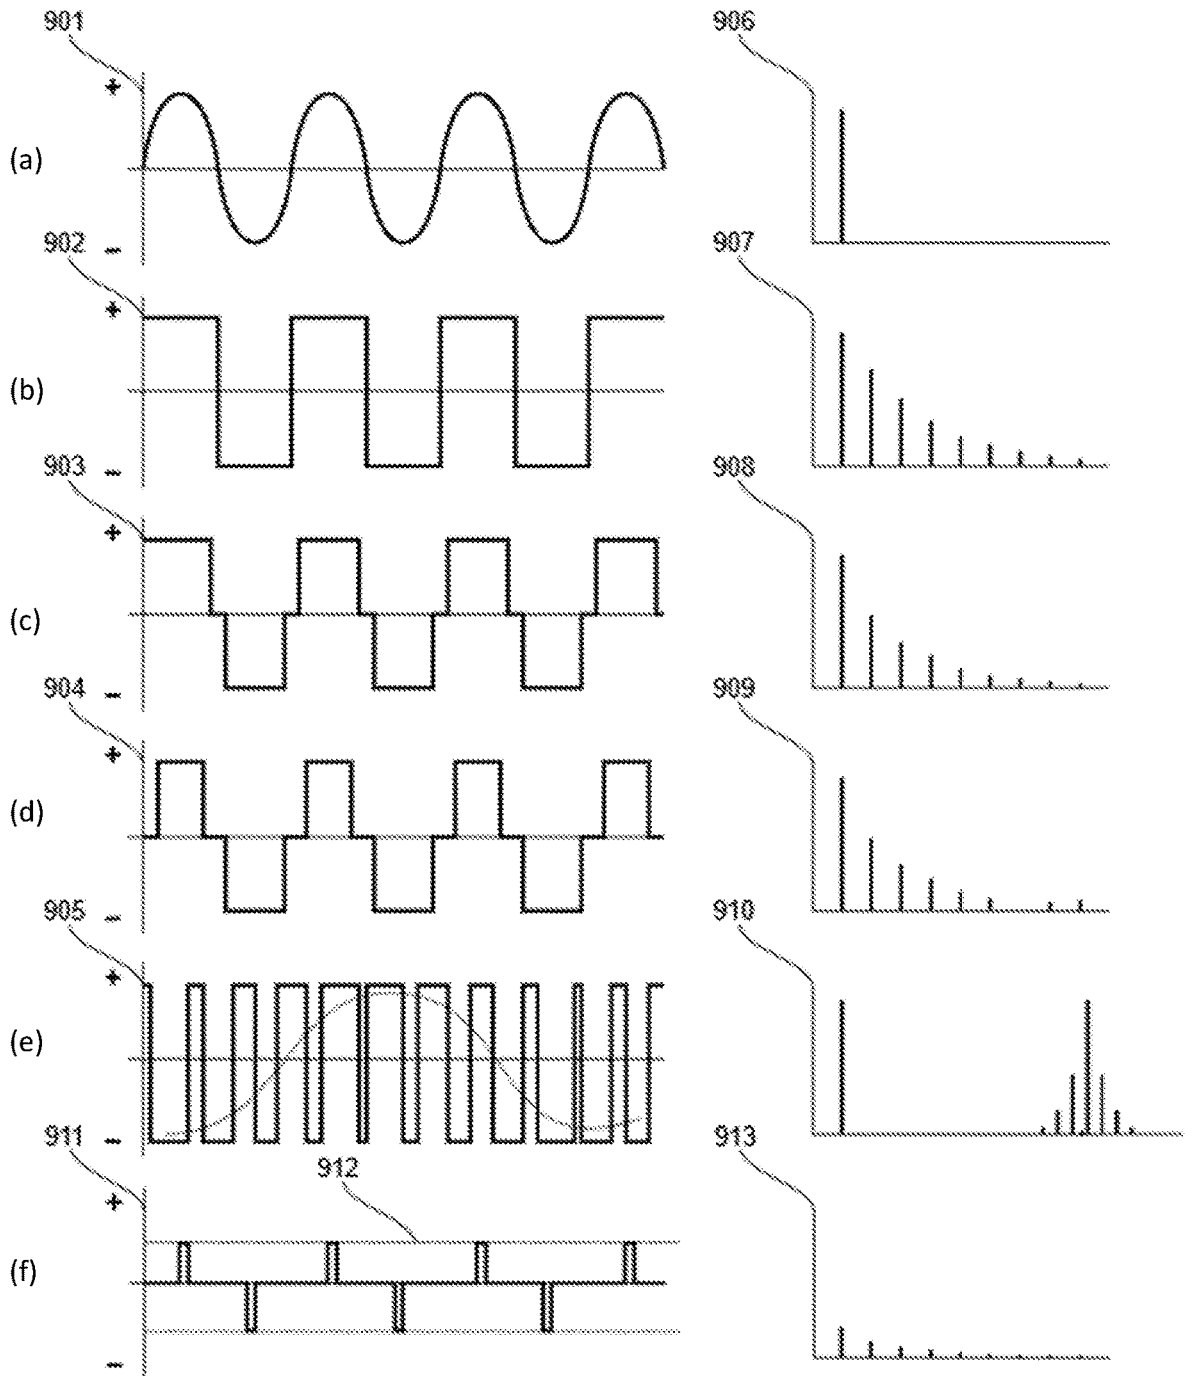 901 906
+
(a)
902 - 907
+
(b)
903 - 908
+
(c)
904 - 909
+
(d)
905 - 910
+
(e)
911 - 913
912
+
(f)
-